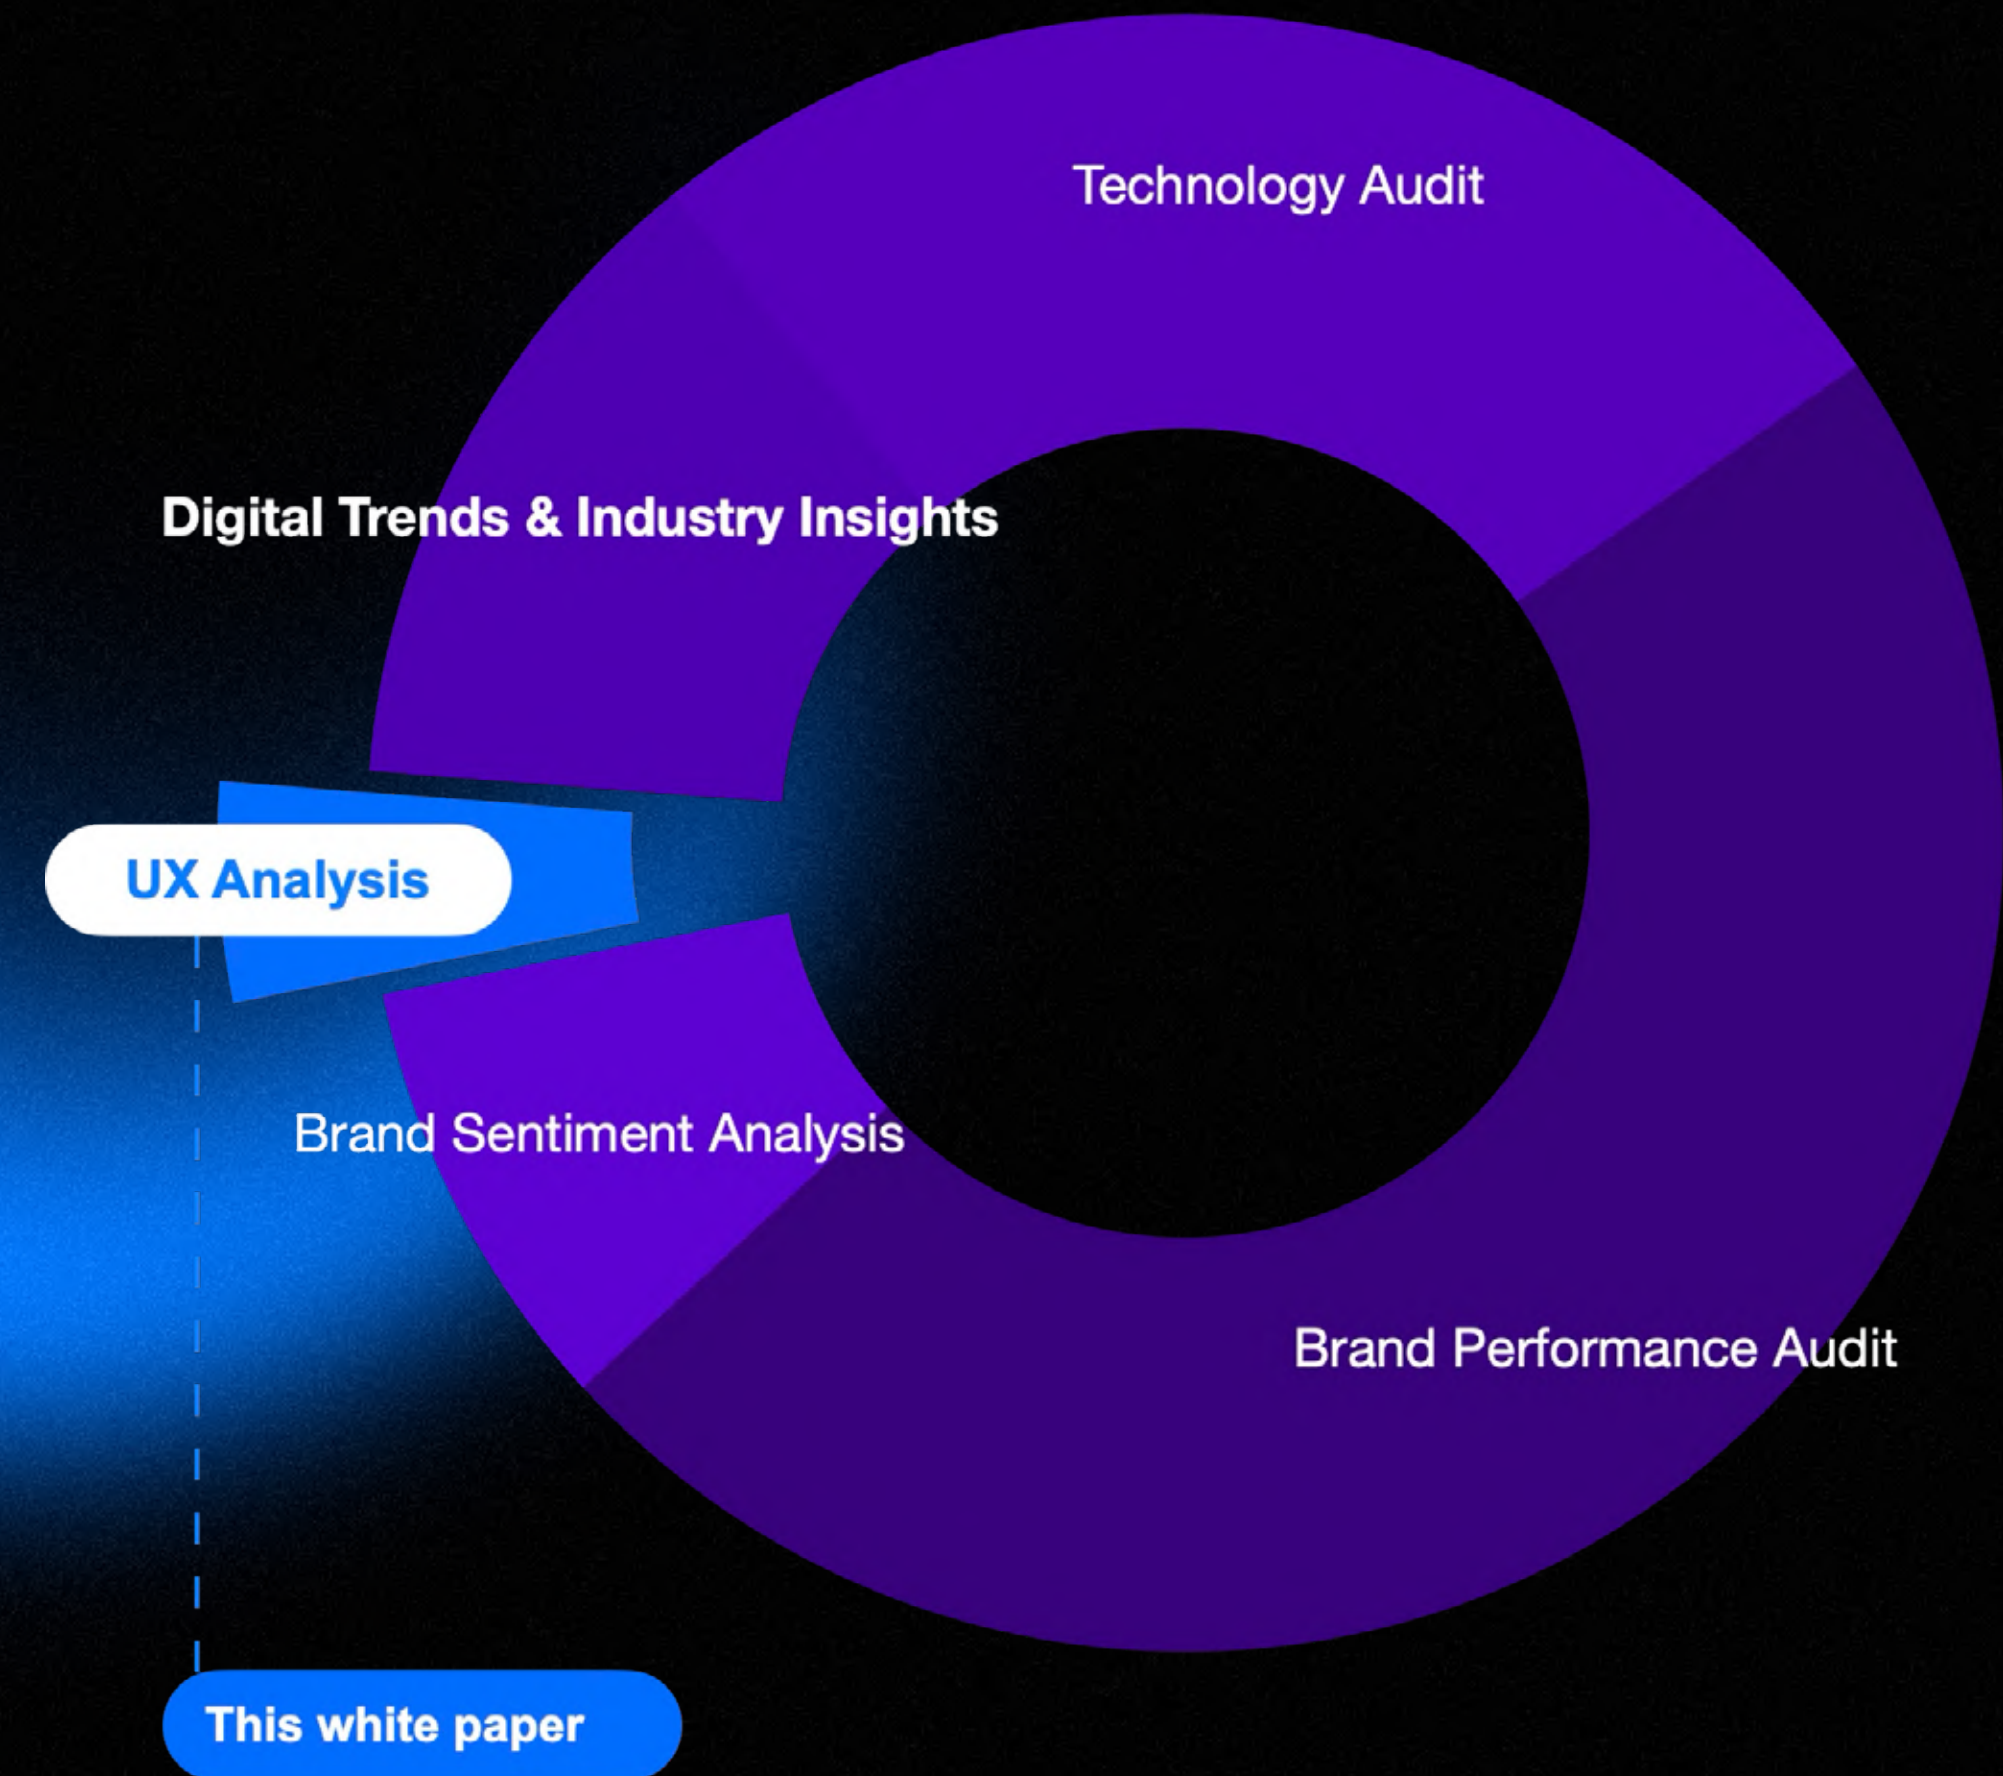 Technology Audit
Digital Trends & Industry Insights
UX Analysis
Brand Sentiment Analysis
Brand Performance Audit
This white paper